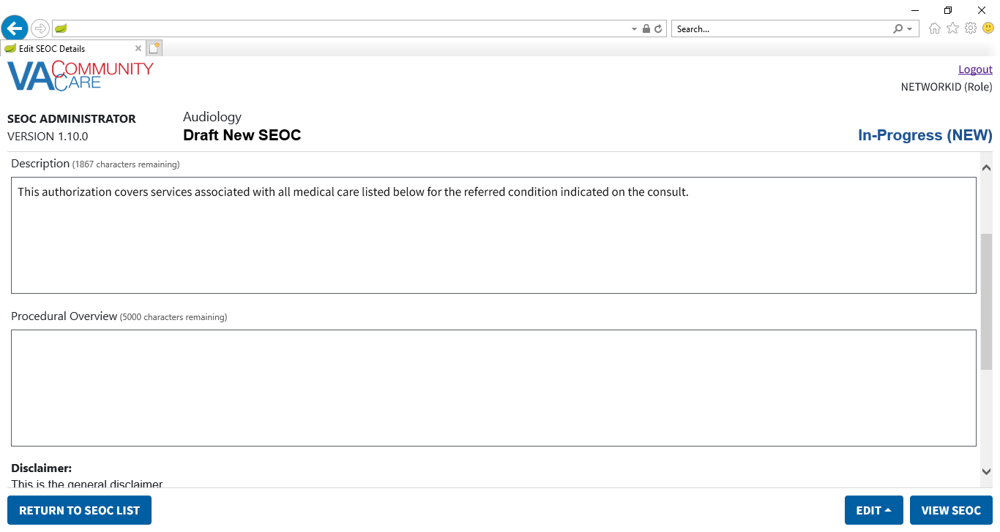 Search...
Edit SEOC Details
VA COMMUNITY CARE
Logout
NETWORKID (Role)
SEOC ADMINISTRATOR
VERSION 1.10.0
Audiology
Draft New SEOC
In-Progress (NEW)
Description (1867 characters remaining)
This authorization covers services associated with all medical care listed below for the referred condition indicated on the consult.
Procedural Overview (5000 characters remaining)
Disclaimer:
This is the general disclaimer
RETURN TO SEOC LIST
EDIT
VIEW SEOC